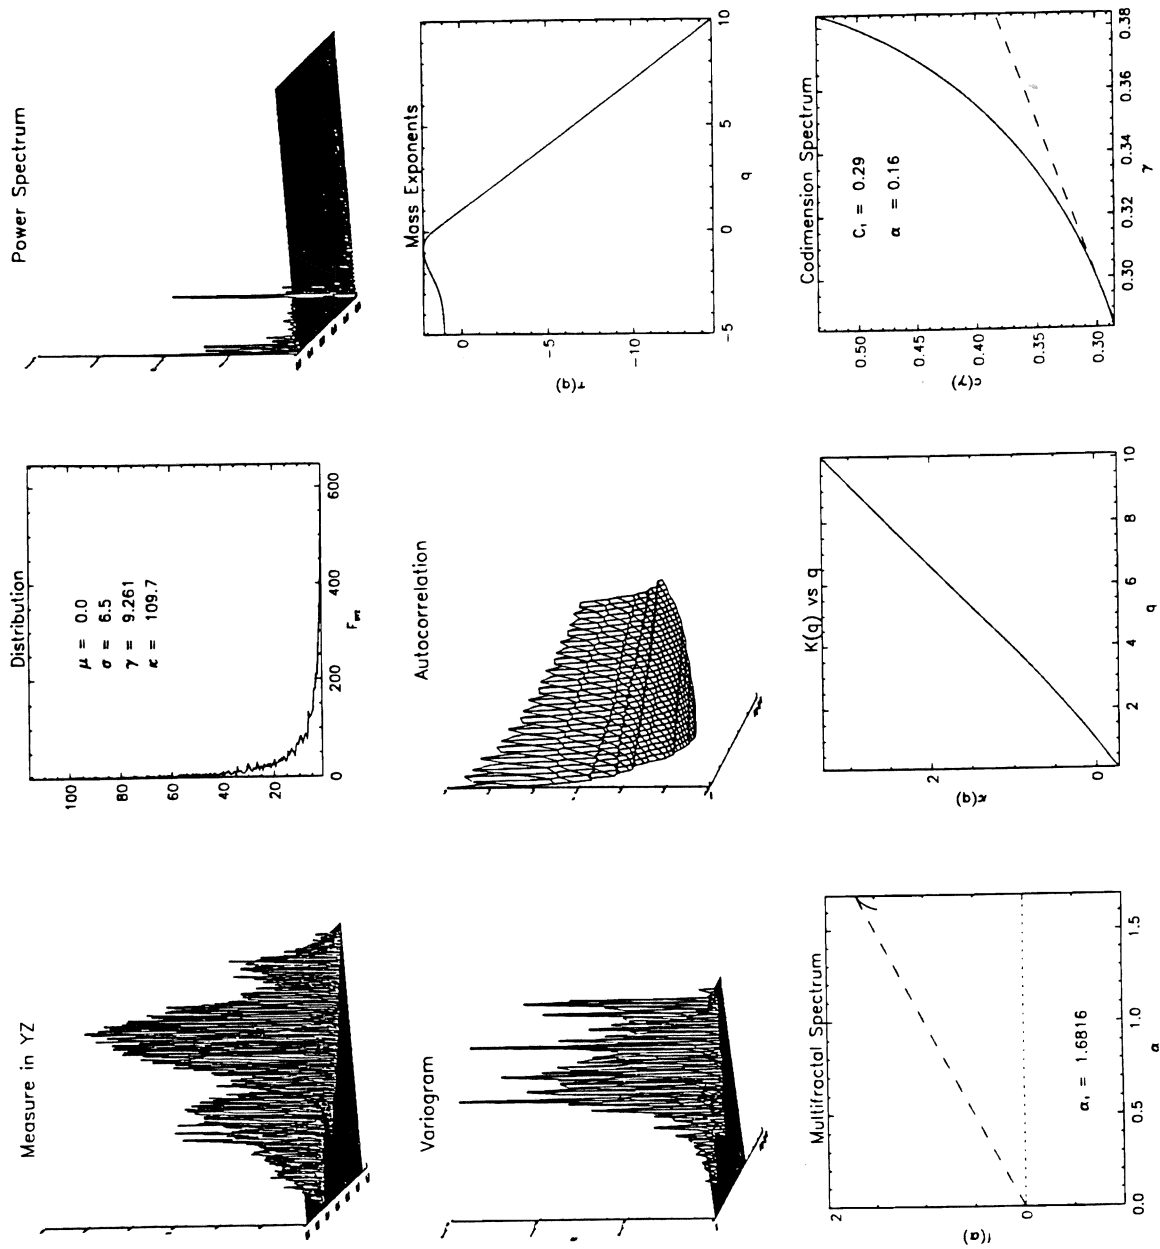 Measure in YZ
Distribution
100
80
60
40
20
μ = 0.0
σ = 6.5
γ = 9.261
κ = 109.7
0
200
400
600
F_m
Power Spectrum
Variogram
Autocorrelation
Mass Exponents
0
-5
-10
-15
τ(q)
-5
0
5
10
q
Multifractal Spectrum
2
0
f(α)
α₁ = 1.6816
0.0
0.5
1.0
1.5
α
K(q) vs q
2
0
K(q)
2
4
6
8
10
q
Codimension Spectrum
0.50
0.45
0.40
0.35
0.30
c(γ)
C₁ = 0.29
α = 0.16
0.30
0.32
0.34
0.36
0.38
γ